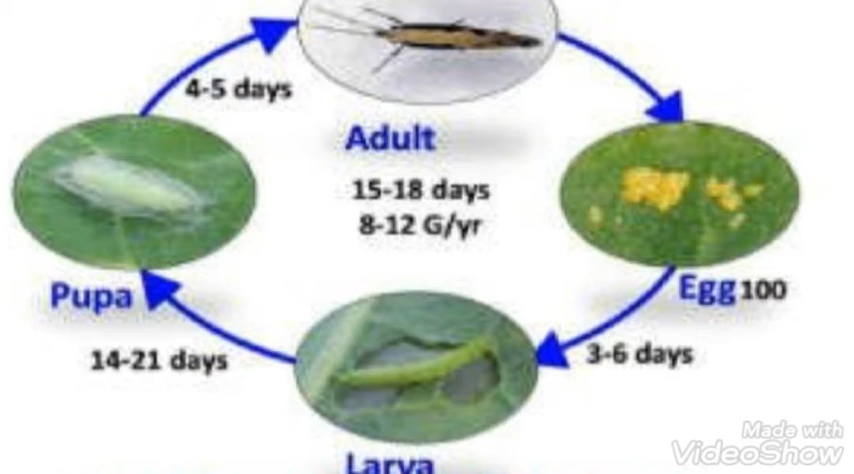 4-5 days
Adult
15-18 days
8-12 G/yr
Pupa
Egg 100
14-21 days
3-6 days
Larva
Made with
VideoShow